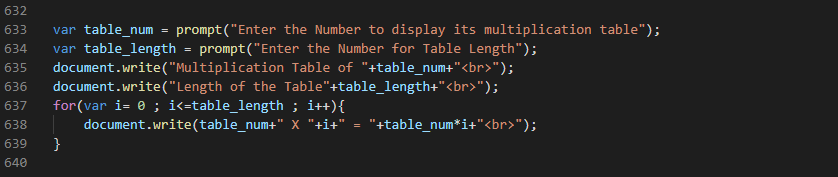 632
633 var table_num = prompt("Enter the Number to display its multiplication table");
634 var table_length = prompt("Enter the Number for Table Length");
635 document.write("Multiplication Table of "+table_num+"<br>");
636 document.write("Length of the Table"+table_length+"<br>");
637 for(var i= 0 ; i<=table_length ; i++){
638     document.write(table_num+" X "+i+" = "+table_num*i+"<br>");
639 }
640